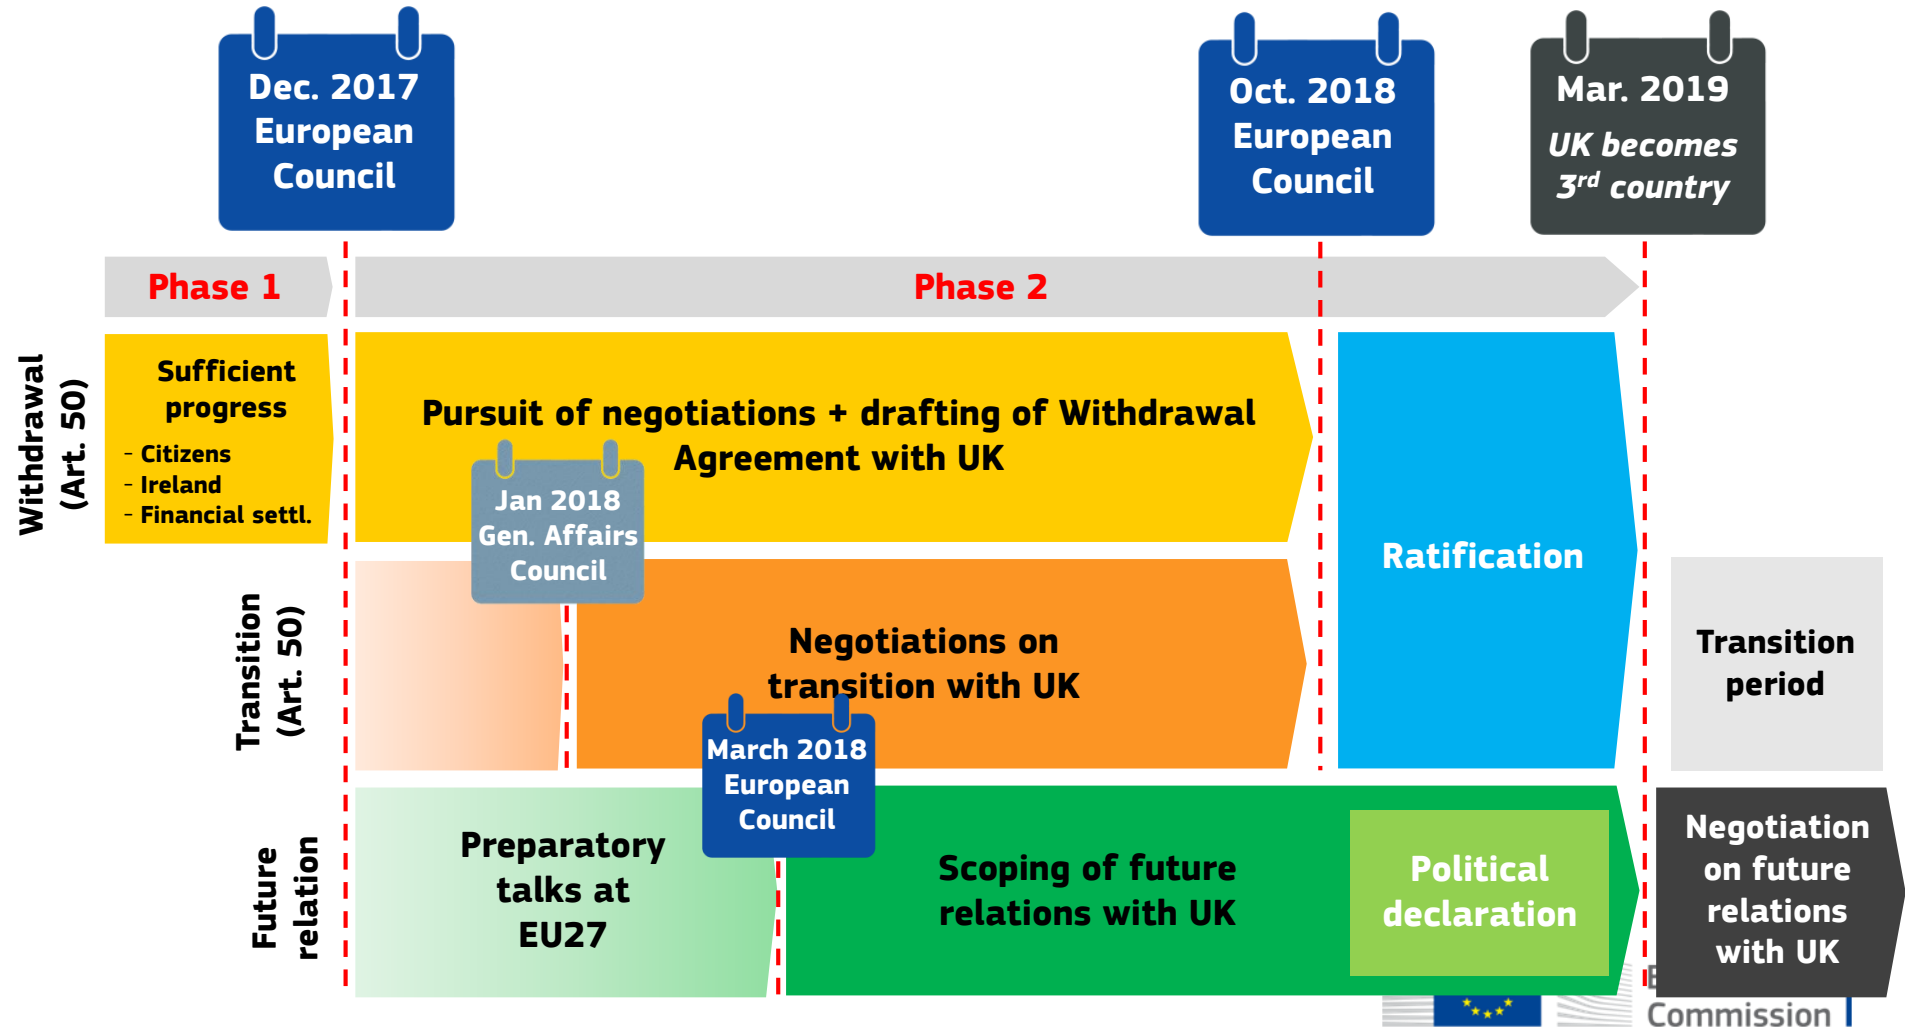 Dec. 2017
European
Council
Oct. 2018
European
Council
Mar. 2019
UK becomes
3rd country
Phase 1
Phase 2
Withdrawal
(Art. 50)
Sufficient
progress
- Citizens
- Ireland
- Financial settl.
Pursuit of negotiations + drafting of Withdrawal
Agreement with UK
Jan 2018
Gen. Affairs
Council
Ratification
Transition
(Art. 50)
Negotiations on
transition with UK
Transition
period
March 2018
European
Council
Future
relation
Preparatory
talks at
EU27
Scoping of future
relations with UK
Political
declaration
Negotiation
on future
relations
with UK
Commission